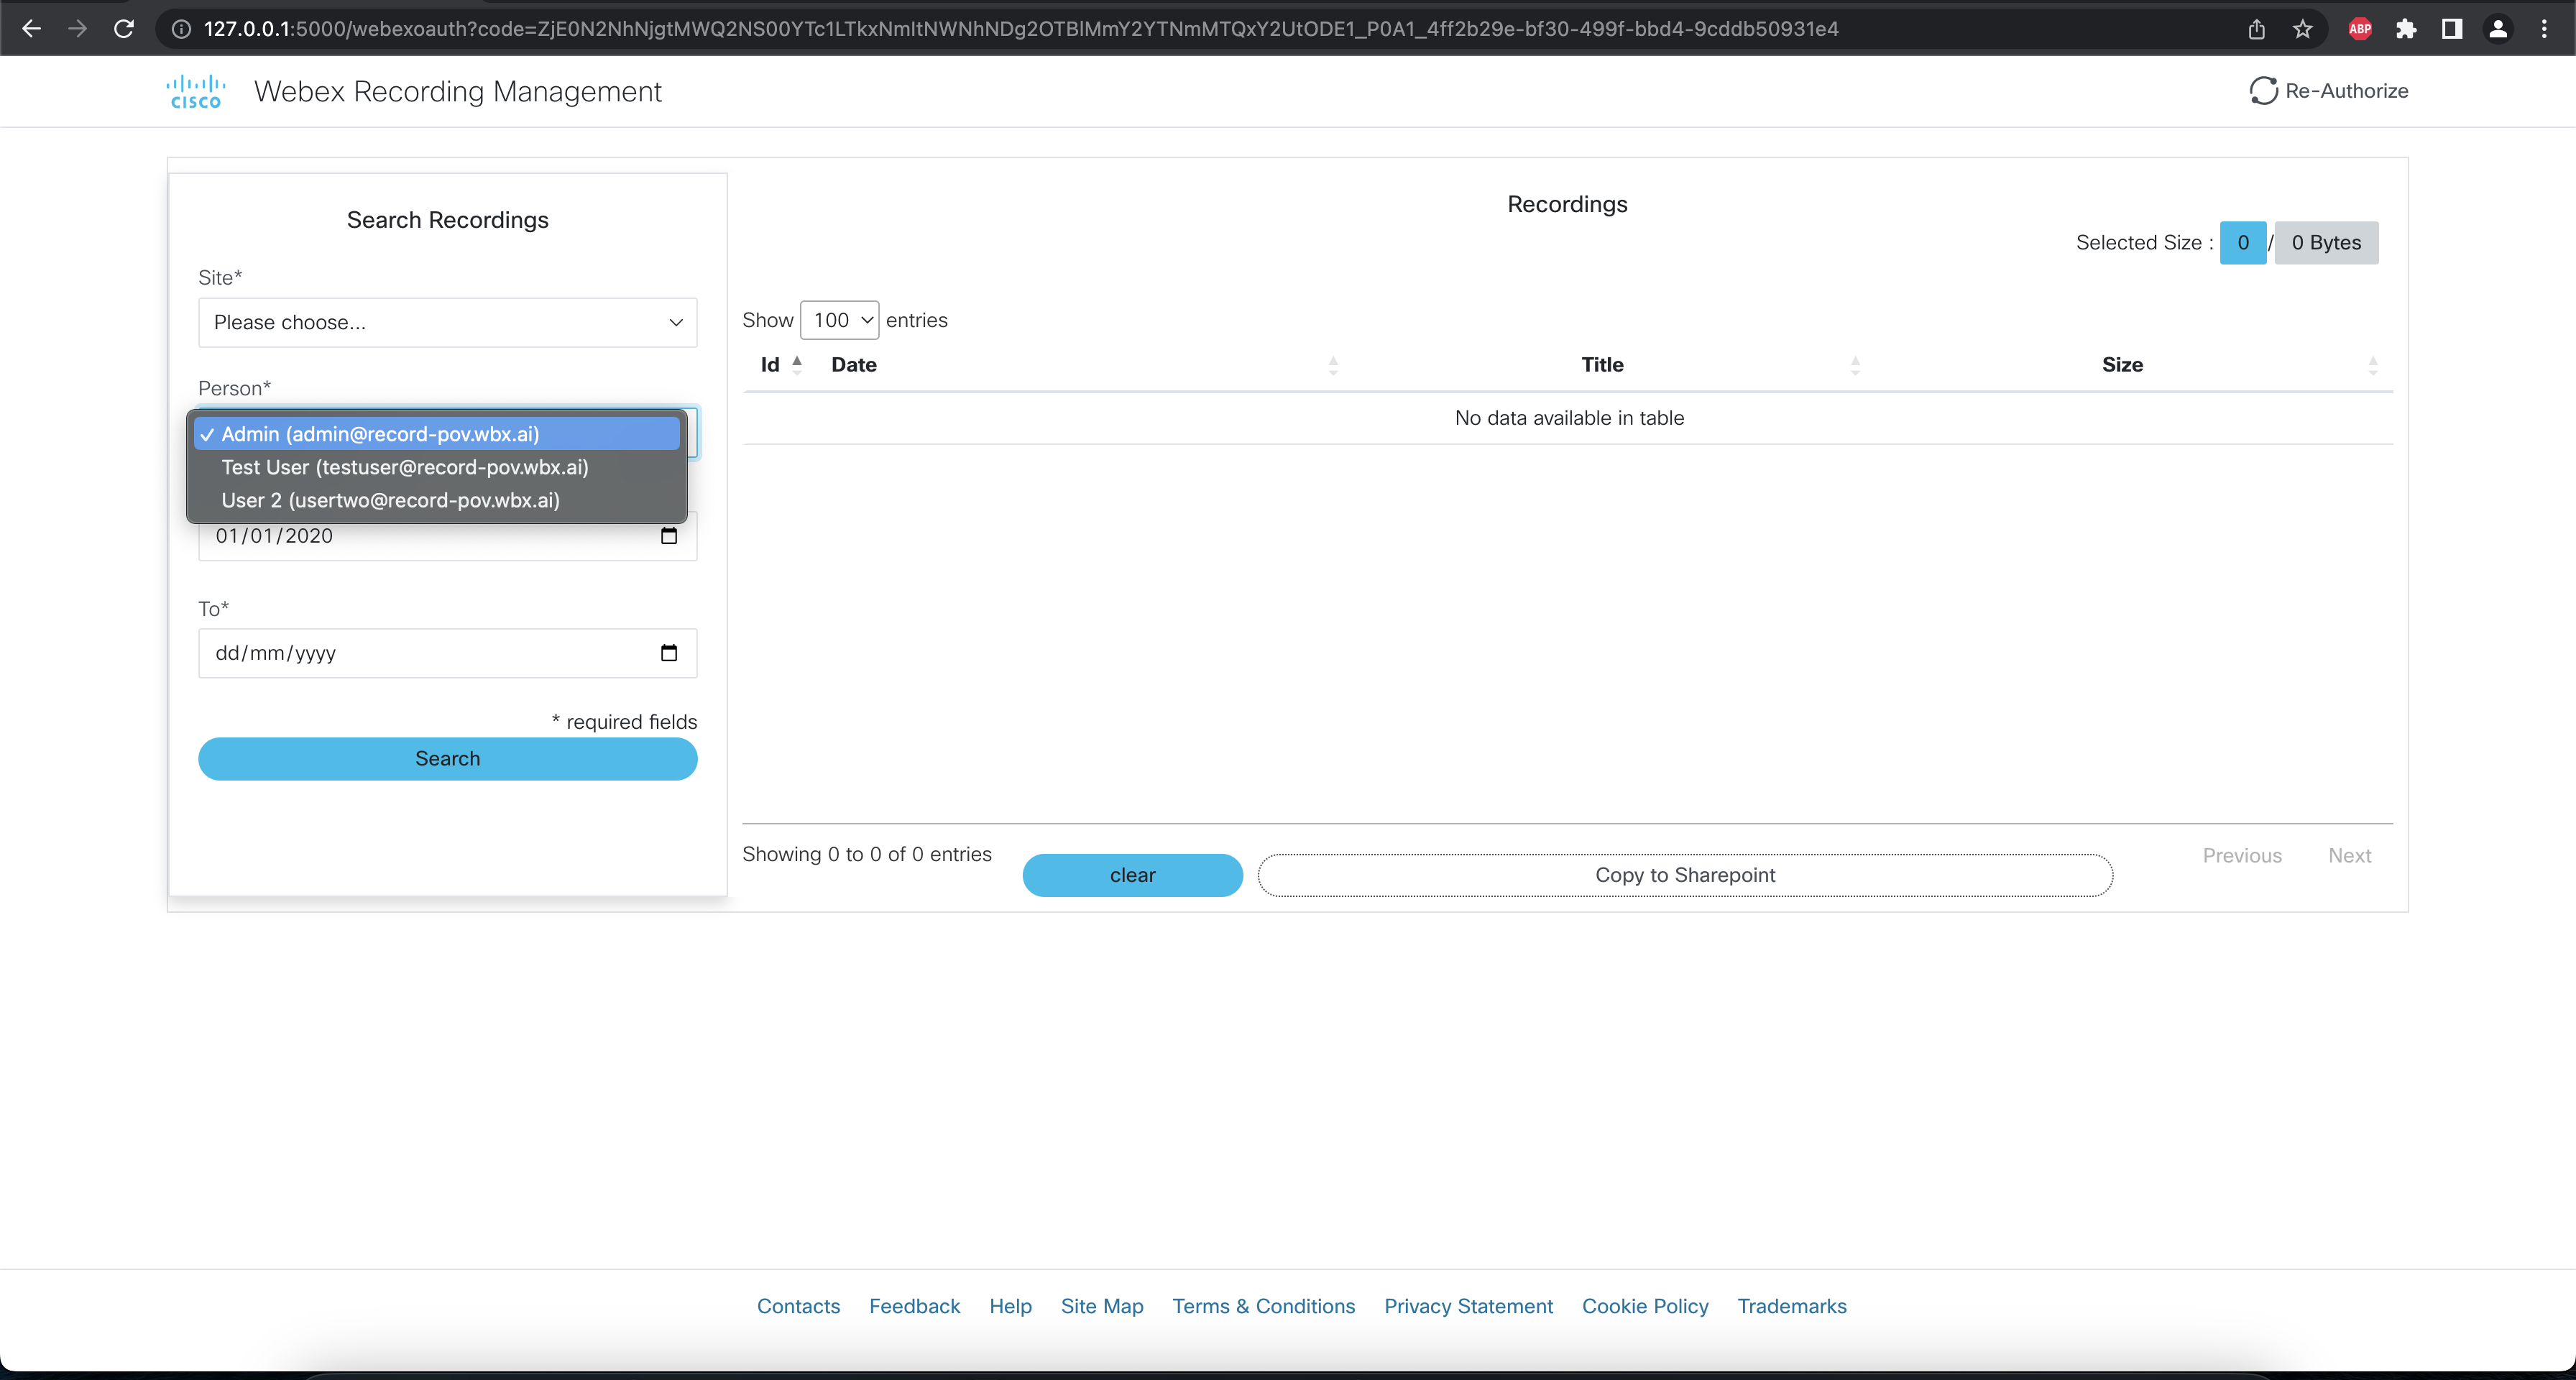 127.0.0.1:5000/webexoauth?code=ZjE0N2NhNjgtMWQ2NS00YTc1LTkxNmItNWNhNDg2OTBlMmY2YTNmMTQxY2UtODE1_P0A1_4ff2b29e-bf30-499f-bbd4-9cddb50931e4
ABP
CISCO
Webex Recording Management
Re-Authorize
Search Recordings
Site*
Please choose...
Person*
✓ Admin (admin@record-pov.wbx.ai)
Test User (testuser@record-pov.wbx.ai)
User 2 (usertwo@record-pov.wbx.ai)
01/01/2020
To*
dd/mm/yyyy
* required fields
Search
Recordings
Selected Size : 0 / 0 Bytes
Show 100 entries
Id Date Title Size
No data available in table
Showing 0 to 0 of 0 entries
clear
Copy to Sharepoint
Previous Next
Contacts Feedback Help Site Map Terms & Conditions Privacy Statement Cookie Policy Trademarks